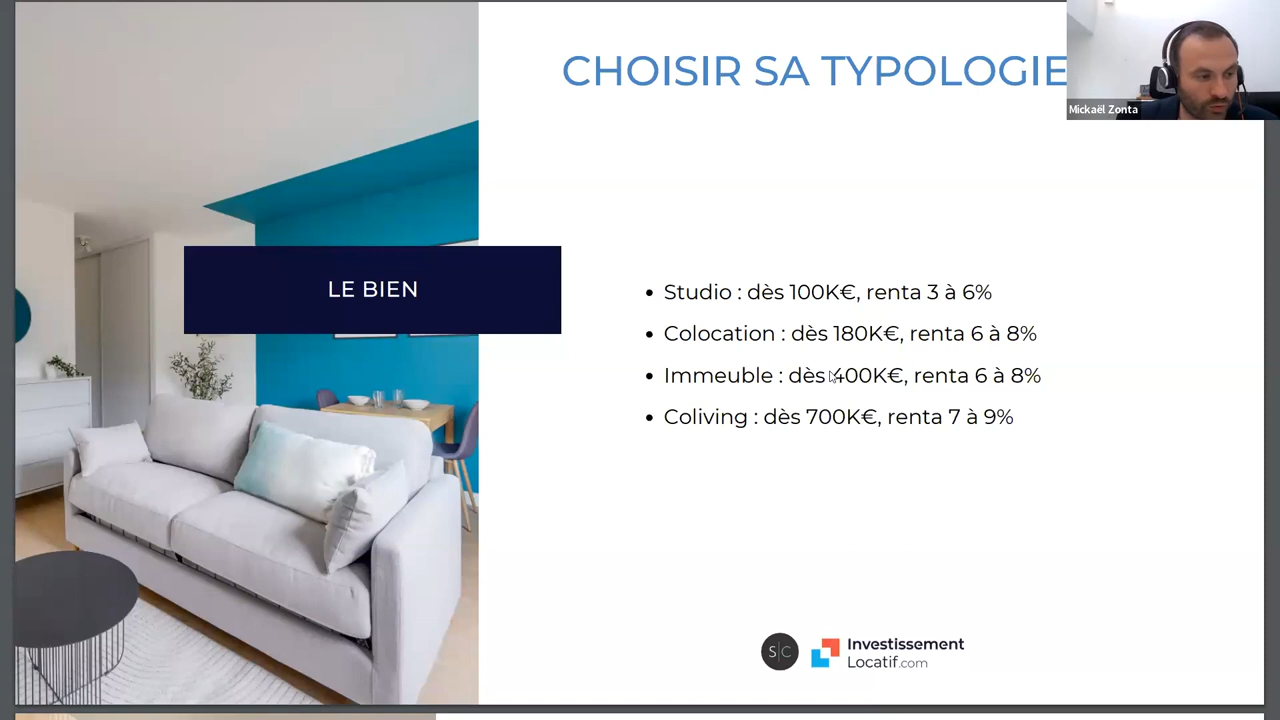 CHOISIR SA TYPOLOGIE
Mickaël Zonta
LE BIEN
• Studio : dès 100K€, renta 3 à 6%
• Colocation : dès 180K€, renta 6 à 8%
• Immeuble : dès 400K€, renta 6 à 8%
• Coliving : dès 700K€, renta 7 à 9%
S|C
Investissement
Locatif.com